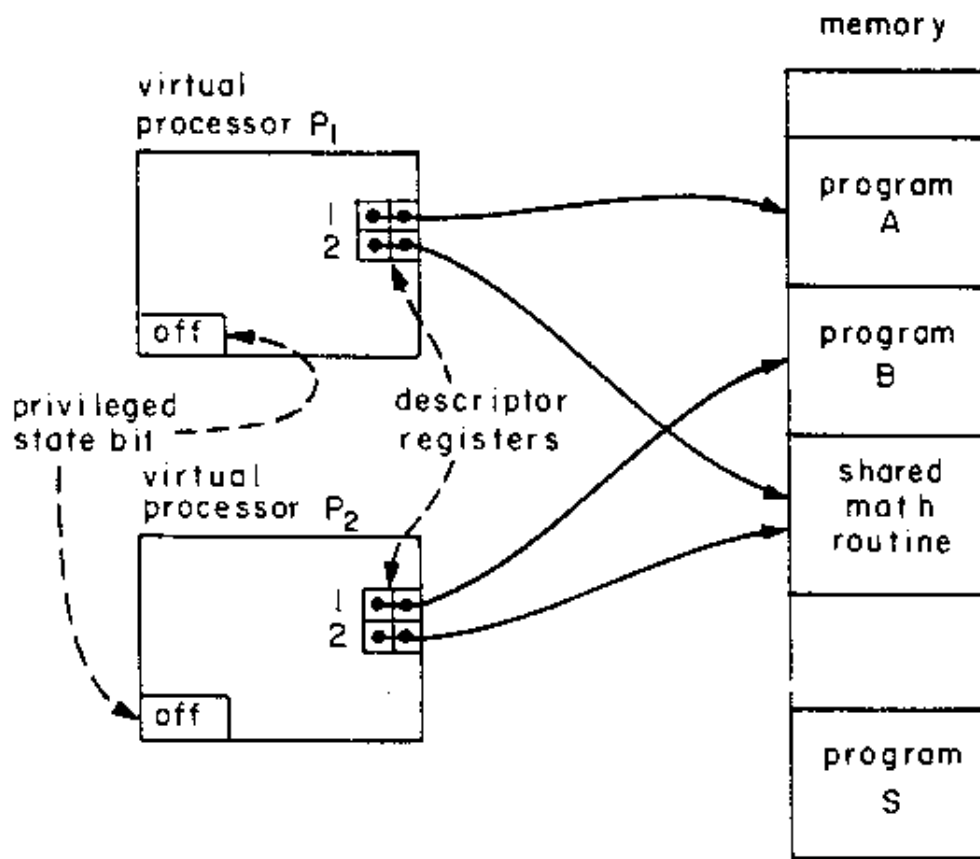 memory
virtual
processor P1
program
A
1
2
off
program
B
privileged
state bit
descriptor
registers
virtual
processor P2
shared
math
routine
1
2
off
program
S